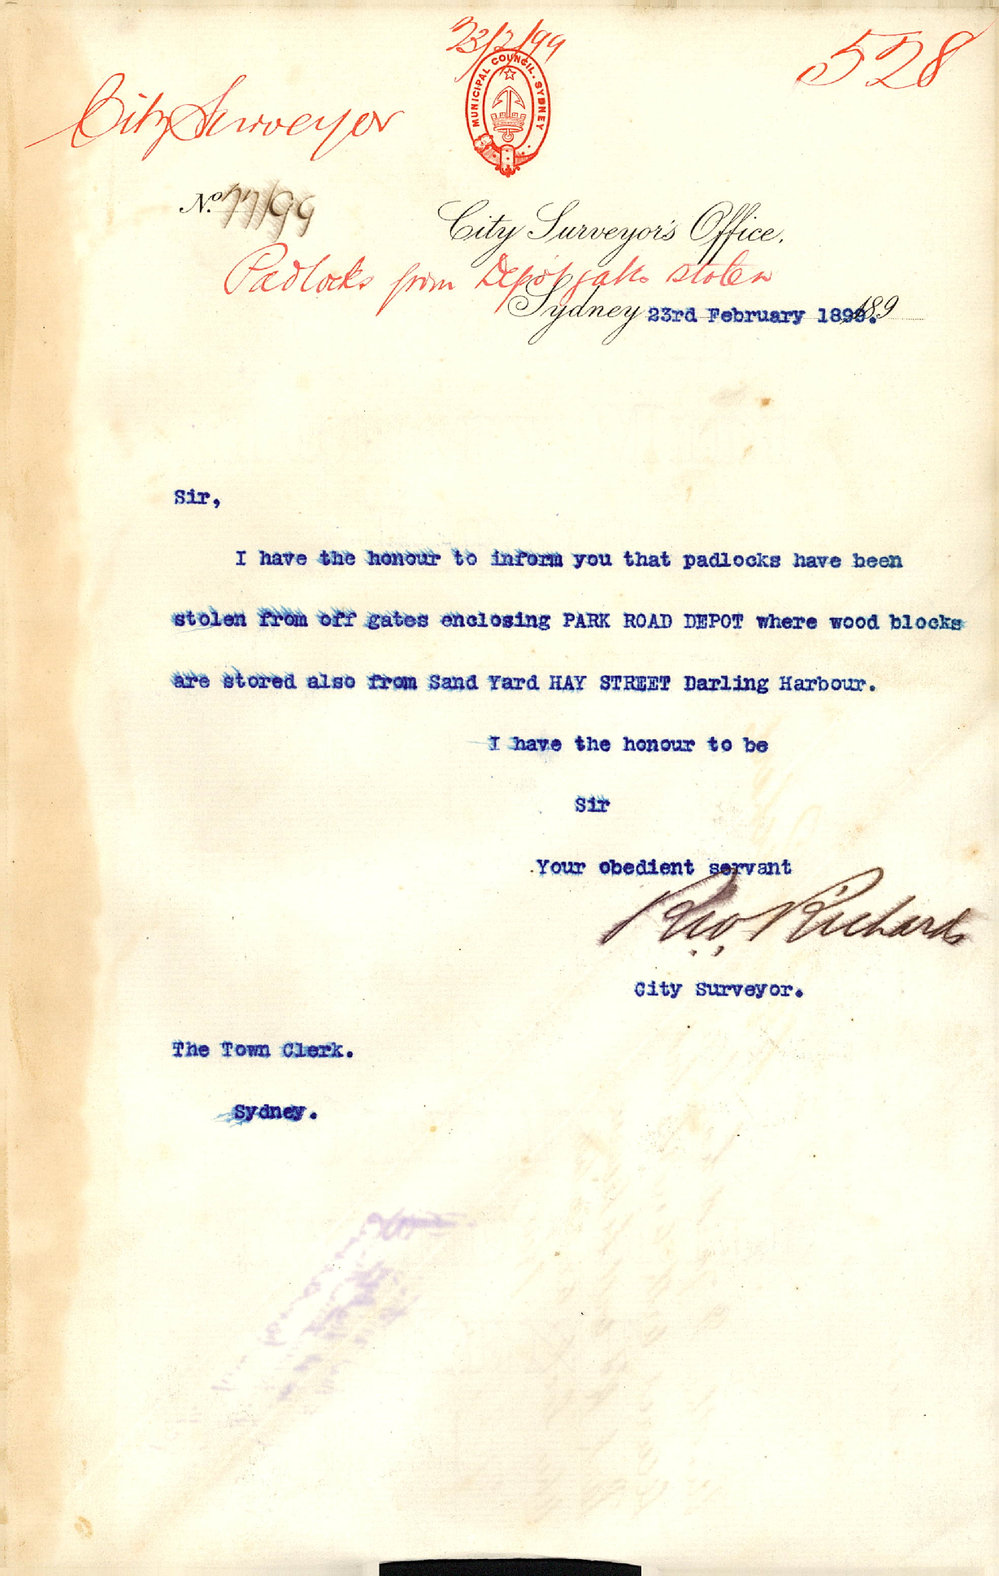 23/2/99
528
MUNICIPAL COUNCIL. SYDNEY
City Surveyor
No. 77/99
City Surveyor's Office.
Padlocks from Depôt gates stolen
Sydney 23rd February 1899. 189
Sir,
I have the honour to inform you that padlocks have been
stolen from off gates enclosing PARK ROAD DEPOT where wood blocks
are stored also from Sand Yard HAY STREET Darling Harbour.
I have the honour to be
Sir
Your obedient servant
Richards
City Surveyor.
The Town Clerk.
Sydney.